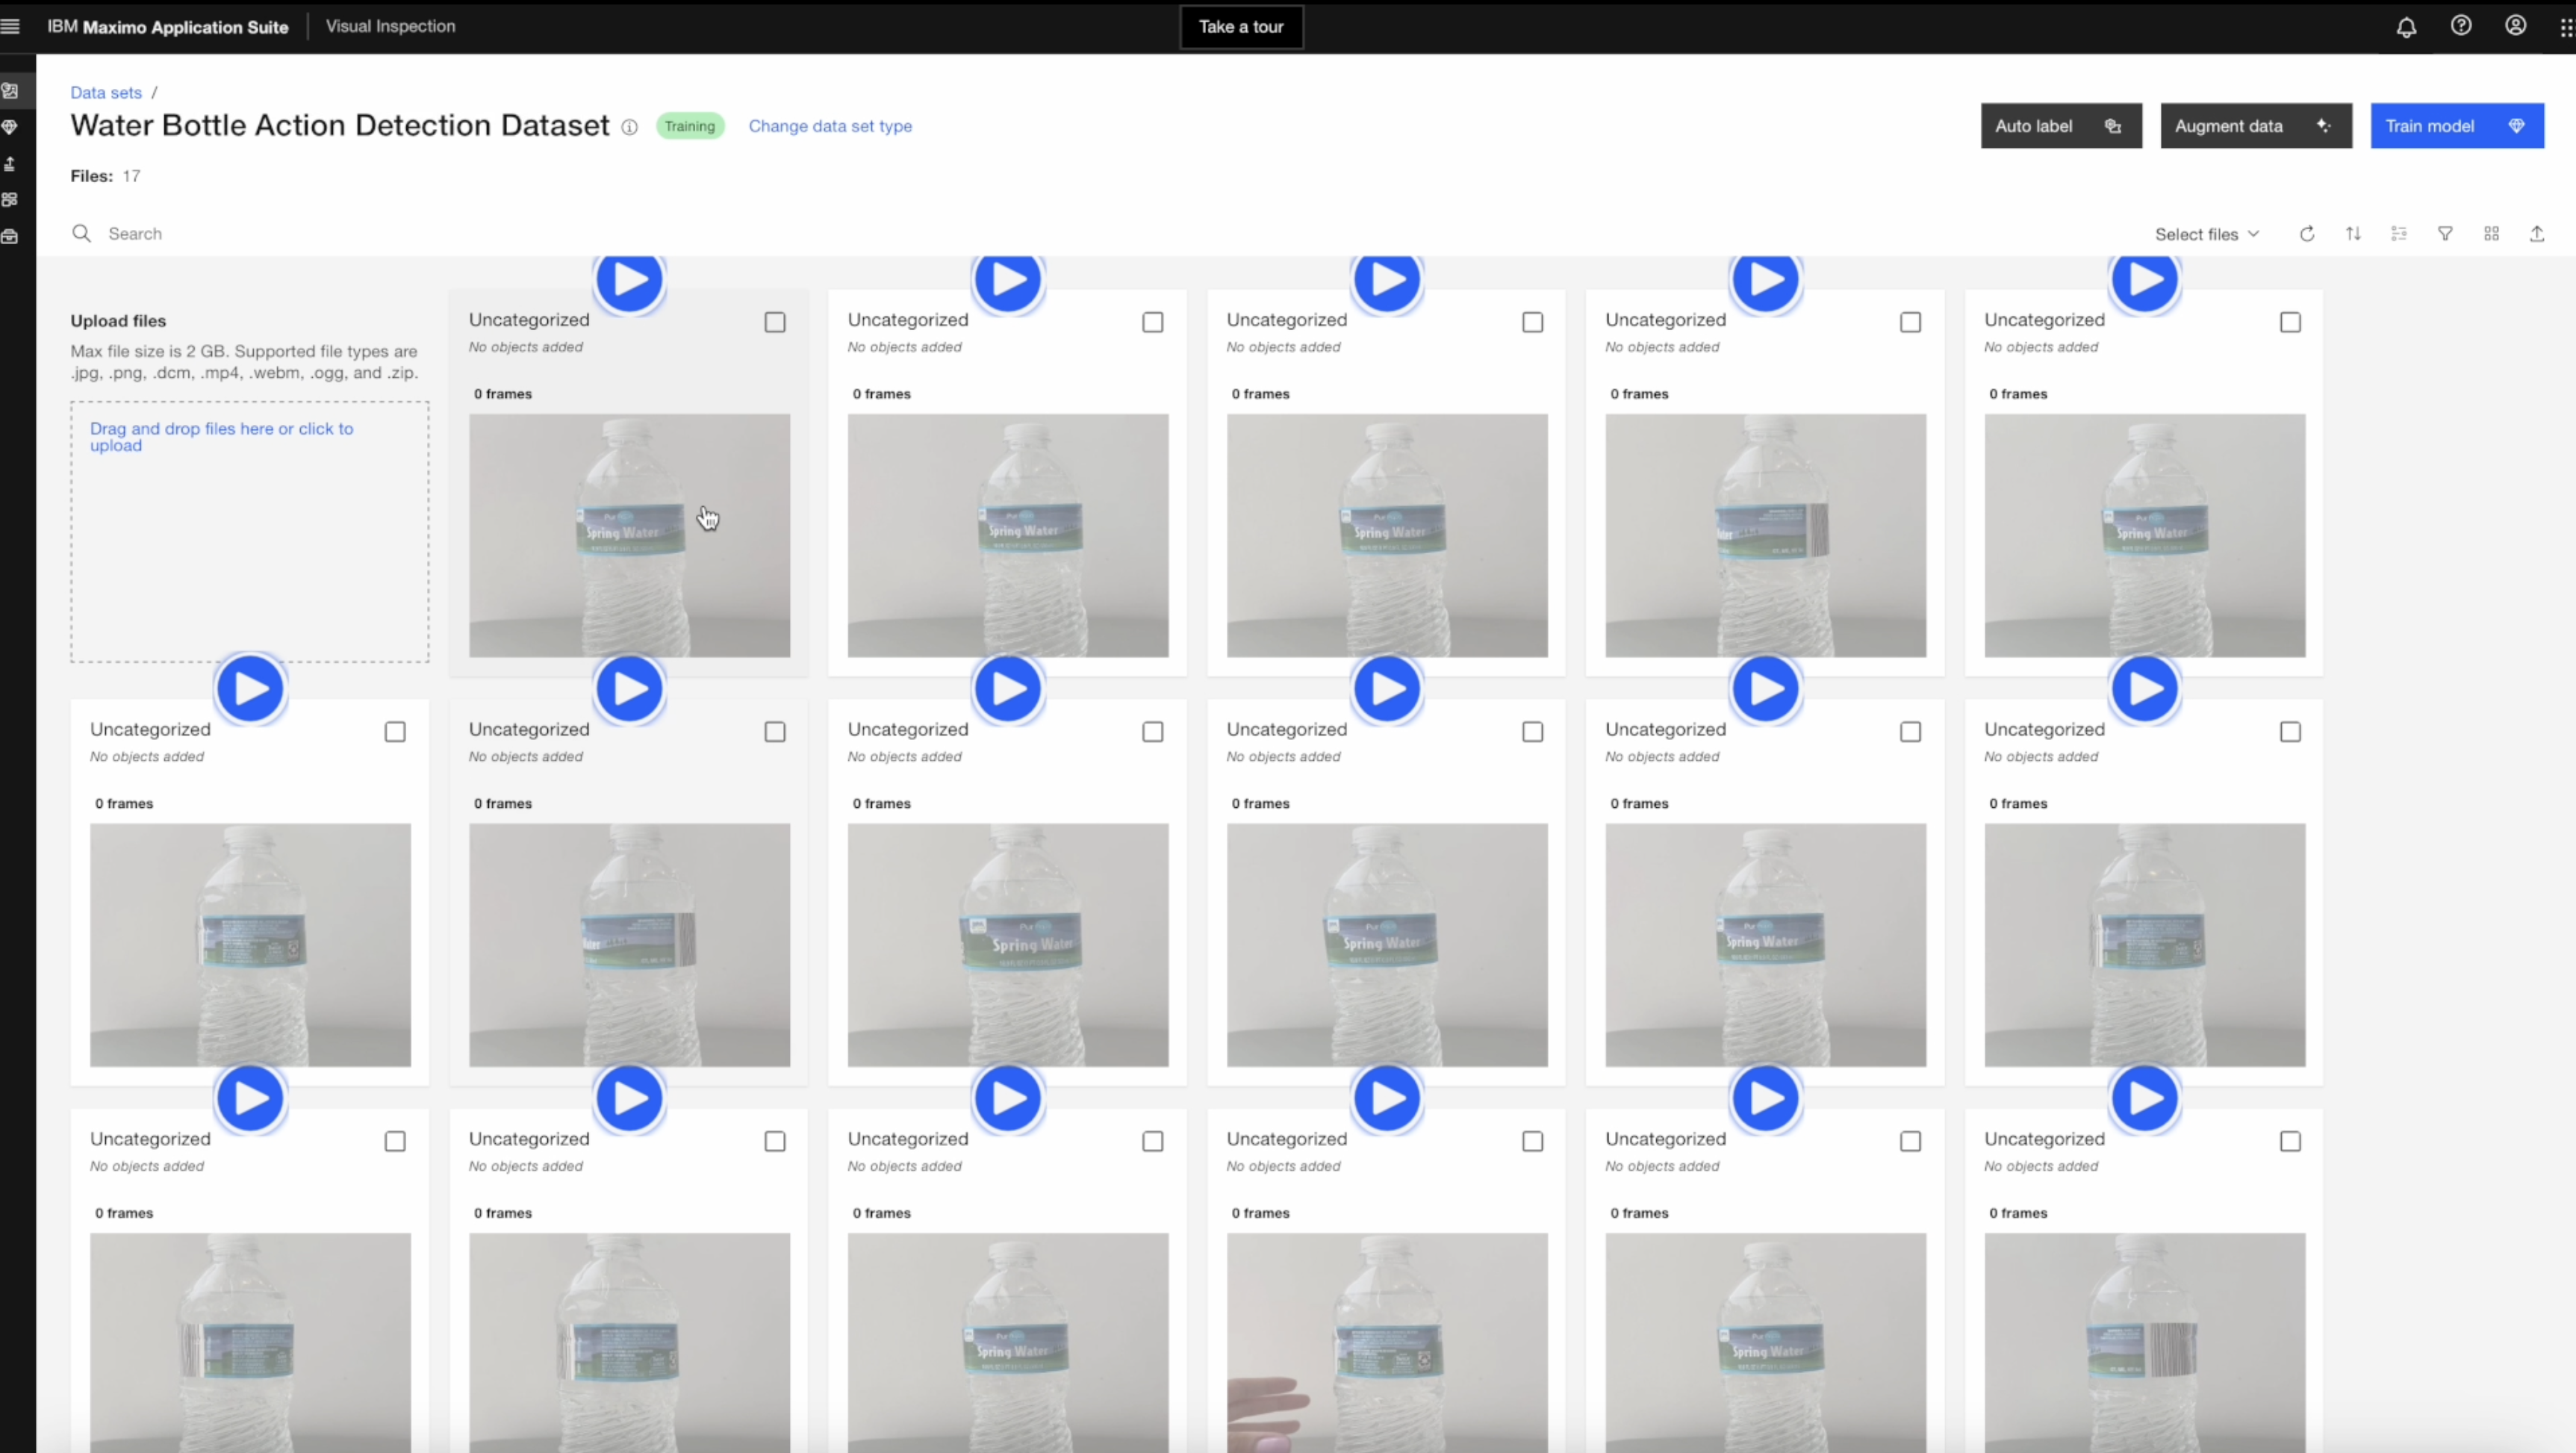 IBM Maximo Application Suite
Visual Inspection
Take a tour
Data sets /
Water Bottle Action Detection Dataset
Training
Change data set type
Auto label
Augment data
Train model
Files: 17
Search
Select files
Upload files
Max file size is 2 GB. Supported file types are
.jpg, .png, .dcm, .mp4, .webm, .ogg, and .zip.
Drag and drop files here or click to
upload
Uncategorized
No objects added
0 frames
Spring Water
Uncategorized
No objects added
0 frames
Spring Water
Uncategorized
No objects added
0 frames
Spring Water
Uncategorized
No objects added
0 frames
Uncategorized
No objects added
0 frames
Spring Water
Uncategorized
No objects added
0 frames
Uncategorized
No objects added
0 frames
Uncategorized
No objects added
0 frames
Spring Water
Uncategorized
No objects added
0 frames
Spring Water
Uncategorized
No objects added
0 frames
Spring Water
Uncategorized
No objects added
0 frames
Uncategorized
No objects added
0 frames
Uncategorized
No objects added
0 frames
Uncategorized
No objects added
0 frames
Spring Water
Uncategorized
No objects added
0 frames
Uncategorized
No objects added
0 frames
Spring Water
Uncategorized
No objects added
0 frames